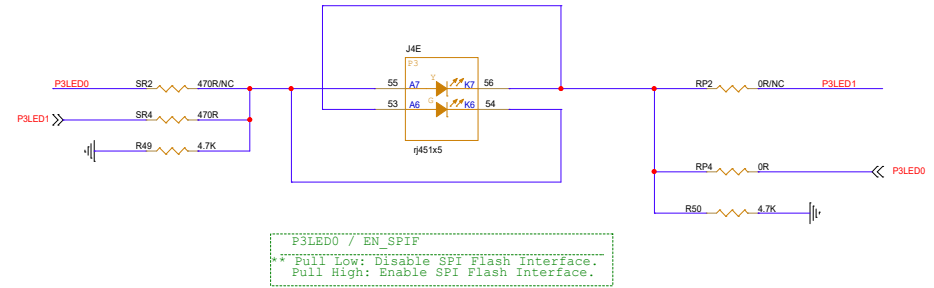 J4E
P3
P3LED0 SR2 470R/NC 55 A7 Y K7 56 RP2 0R/NC P3LED1
53 A6 G K6 54
P3LED1 SR4 470R
R49 4.7K rj451x5
RP4 0R P3LED0
R50 4.7K
P3LED0 / EN_SPIF
** Pull Low: Disable SPI Flash Interface.
Pull High: Enable SPI Flash Interface.